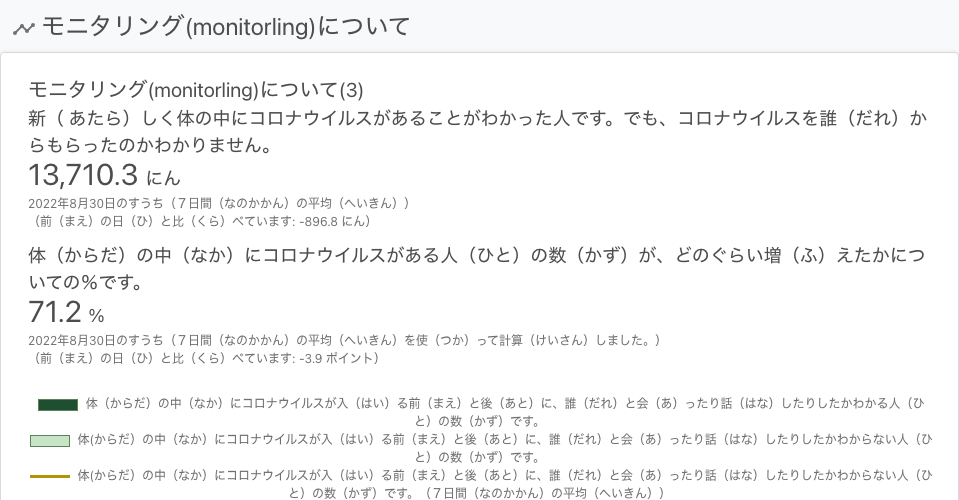 モニタリング(monitorling)について
モニタリング(monitorling)について(3)
新（ あたら）しく体の中にコロナウイルスがあることがわかった人です。でも、コロナウイルスを誰（だれ）か
らもらったのかわかりません。
13,710.3 にん
2022年8月30日のすうち（７日間（なのかかん）の平均（へいきん））
（前（まえ）の日（ひ）と比（くら）べています: -896.8 にん）
体（からだ）の中（なか）にコロナウイルスがある人（ひと）の数（かず）が、どのぐらい増（ふ）えたかにつ
いての％です。
71.2 %
2022年8月30日のすうち（７日間（なのかかん）の平均（へいきん）を使（つか）って計算（けいさん）しました。）
（前（まえ）の日（ひ）と比（くら）べています: -3.9 ポイント）
体（からだ）の中（なか）にコロナウイルスが入（はい）る前（まえ）と後（あと）に、誰（だれ）と会（あ）ったり話（はな）したりしたかわかる人（ひ
と）の数（かず）です。
体(からだ）の中（なか）にコロナウイルスが入（はい）る前（まえ）と後（あと）に、誰（だれ）と会（あ）ったり話（はな）したりしたかわからない人（ひ
と）の数（かず）です。
体(からだ）の中（なか）にコロナウイルスが入（はい）る前（まえ）と後（あと）に、誰（だれ）と会（あ）ったり話（はな）したりしたかわからない人（ひ
と）の数（かず）です。（７日間（なのかかん）の平均（へいきん））